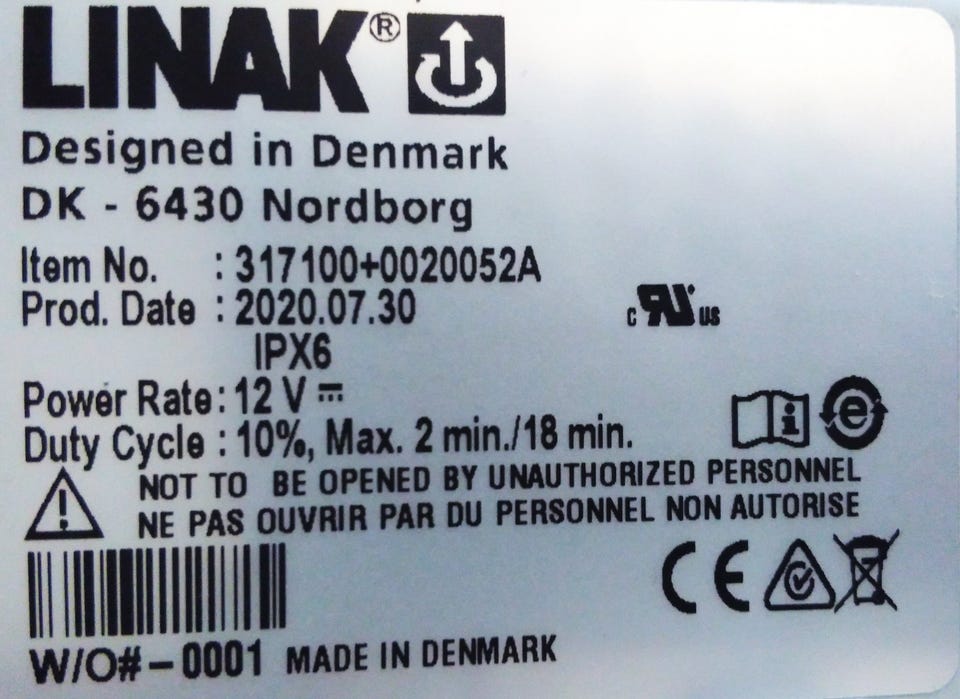 LINAK®
Designed in Denmark
DK - 6430 Nordborg
Item No. : 317100+0020052A
Prod. Date : 2020.07.30
IPX6
c RU us
Power Rate: 12 V
Duty Cycle : 10%, Max. 2 min./18 min.
i e
NOT TO BE OPENED BY UNAUTHORIZED PERSONNEL
NE PAS OUVRIR PAR DU PERSONNEL NON AUTORISE
CE
W/O#-0001 MADE IN DENMARK